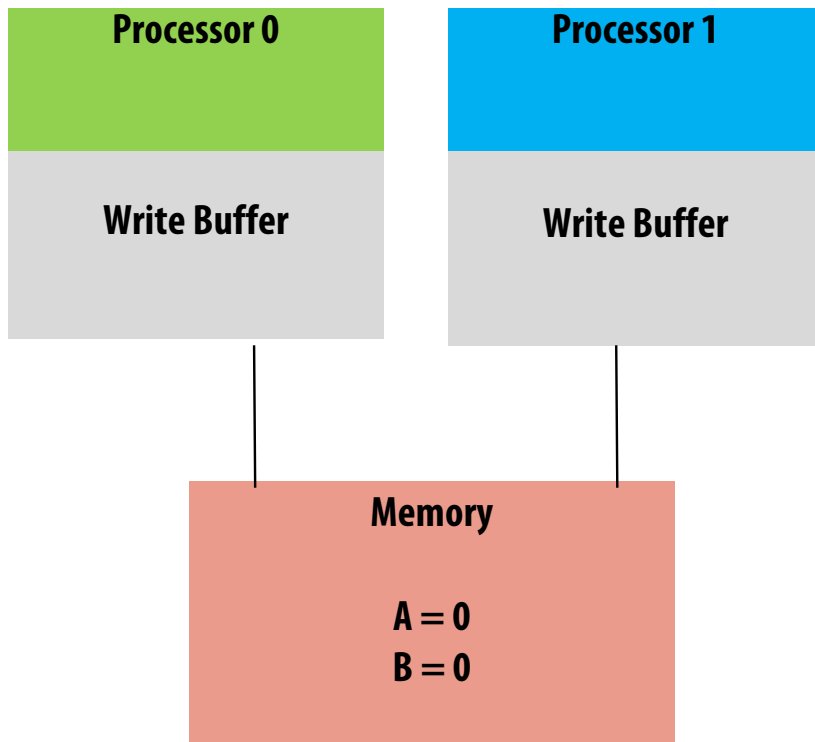 Processor 0
Processor 1
Write Buffer
Write Buffer
Memory
A = 0
B = 0